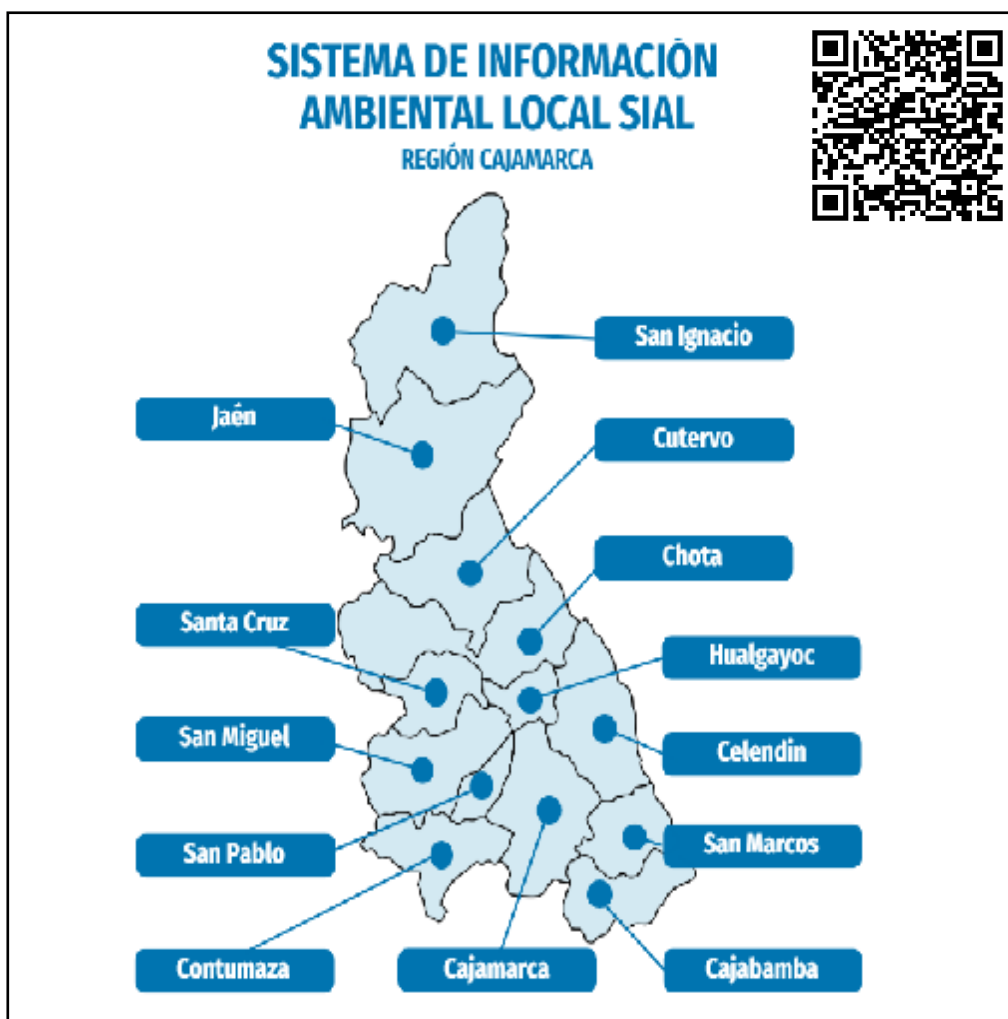 SISTEMA DE INFORMACIÓN
AMBIENTAL LOCAL SIAL
REGIÓN CAJAMARCA
San Ignacio
Jaén
Cutervo
Chota
Santa Cruz
Hualgayoc
San Miguel
Celendin
San Pablo
San Marcos
Contumaza
Cajamarca
Cajabamba